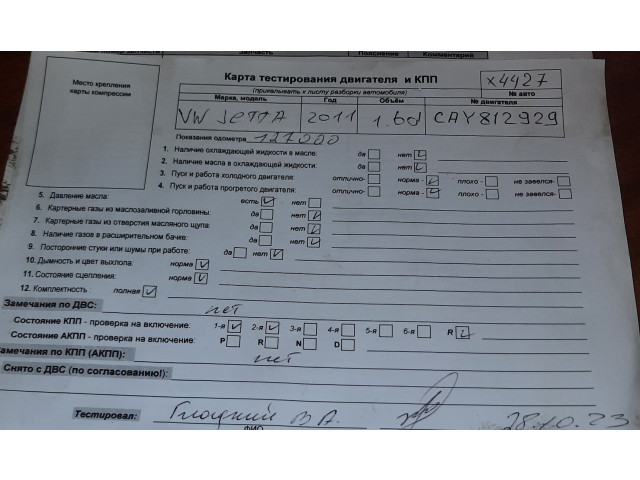 Запчасть Пояснение Комментарий
Место крепления
карты компрессии
Карта тестирования двигателя и КПП
(прикалывать к листу разборки автомобиля)
x4427
№ авто
Марка, модель Год Объём № двигателя
VW JETTA 2011 1.6d CAY812929
Показания одометра 127000
1. Наличие охлаждающей жидкости в масле: да нет
2. Наличие масла в охлаждающей жидкости: да нет
3. Пуск и работа холодного двигателя: отлично- норма - плохо - не завелся-
4. Пуск и работа прогретого двигателя: отлично- норма - плохо - не завелся-
5. Давление масла: есть нет
6. Картерные газы из маслозаливной горловины: да нет
7. Картерные газы из отверстия масляного щупа: да нет
8. Наличие газов в расширительном бачке: да нет
9. Посторонние стуки или шумы при работе: да нет
10. Дымность и цвет выхлопа: норма
11. Состояние сцепления: норма
12. Комплектность: полная
Замечания по ДВС: нет
Состояние КПП - проверка на включение: 1-я 2-я 3-я 4-я 5-я 6-я R
Состояние АКПП - проверка на включение: P R N D
Замечания по КПП (АКПП): нет
Снято с ДВС (по согласованию!):
Тестировал: Глоцкий В А. 28.10.23
ФИО